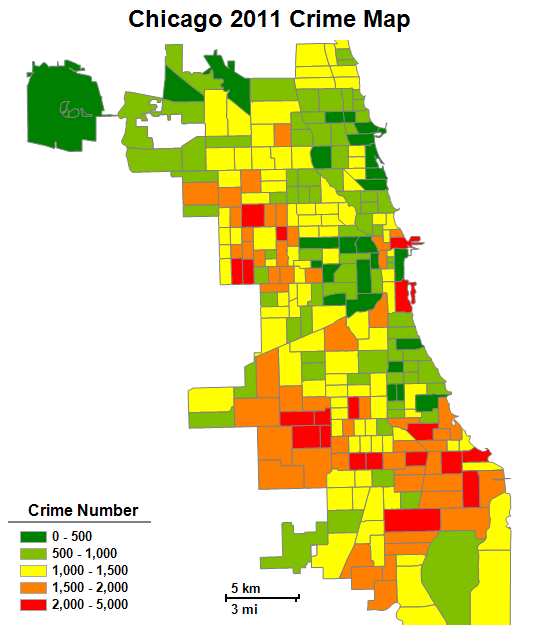 Chicago 2011 Crime Map
Crime Number
0 - 500
500 - 1,000
1,000 - 1,500
1,500 - 2,000
2,000 - 5,000
5 km
3 mi